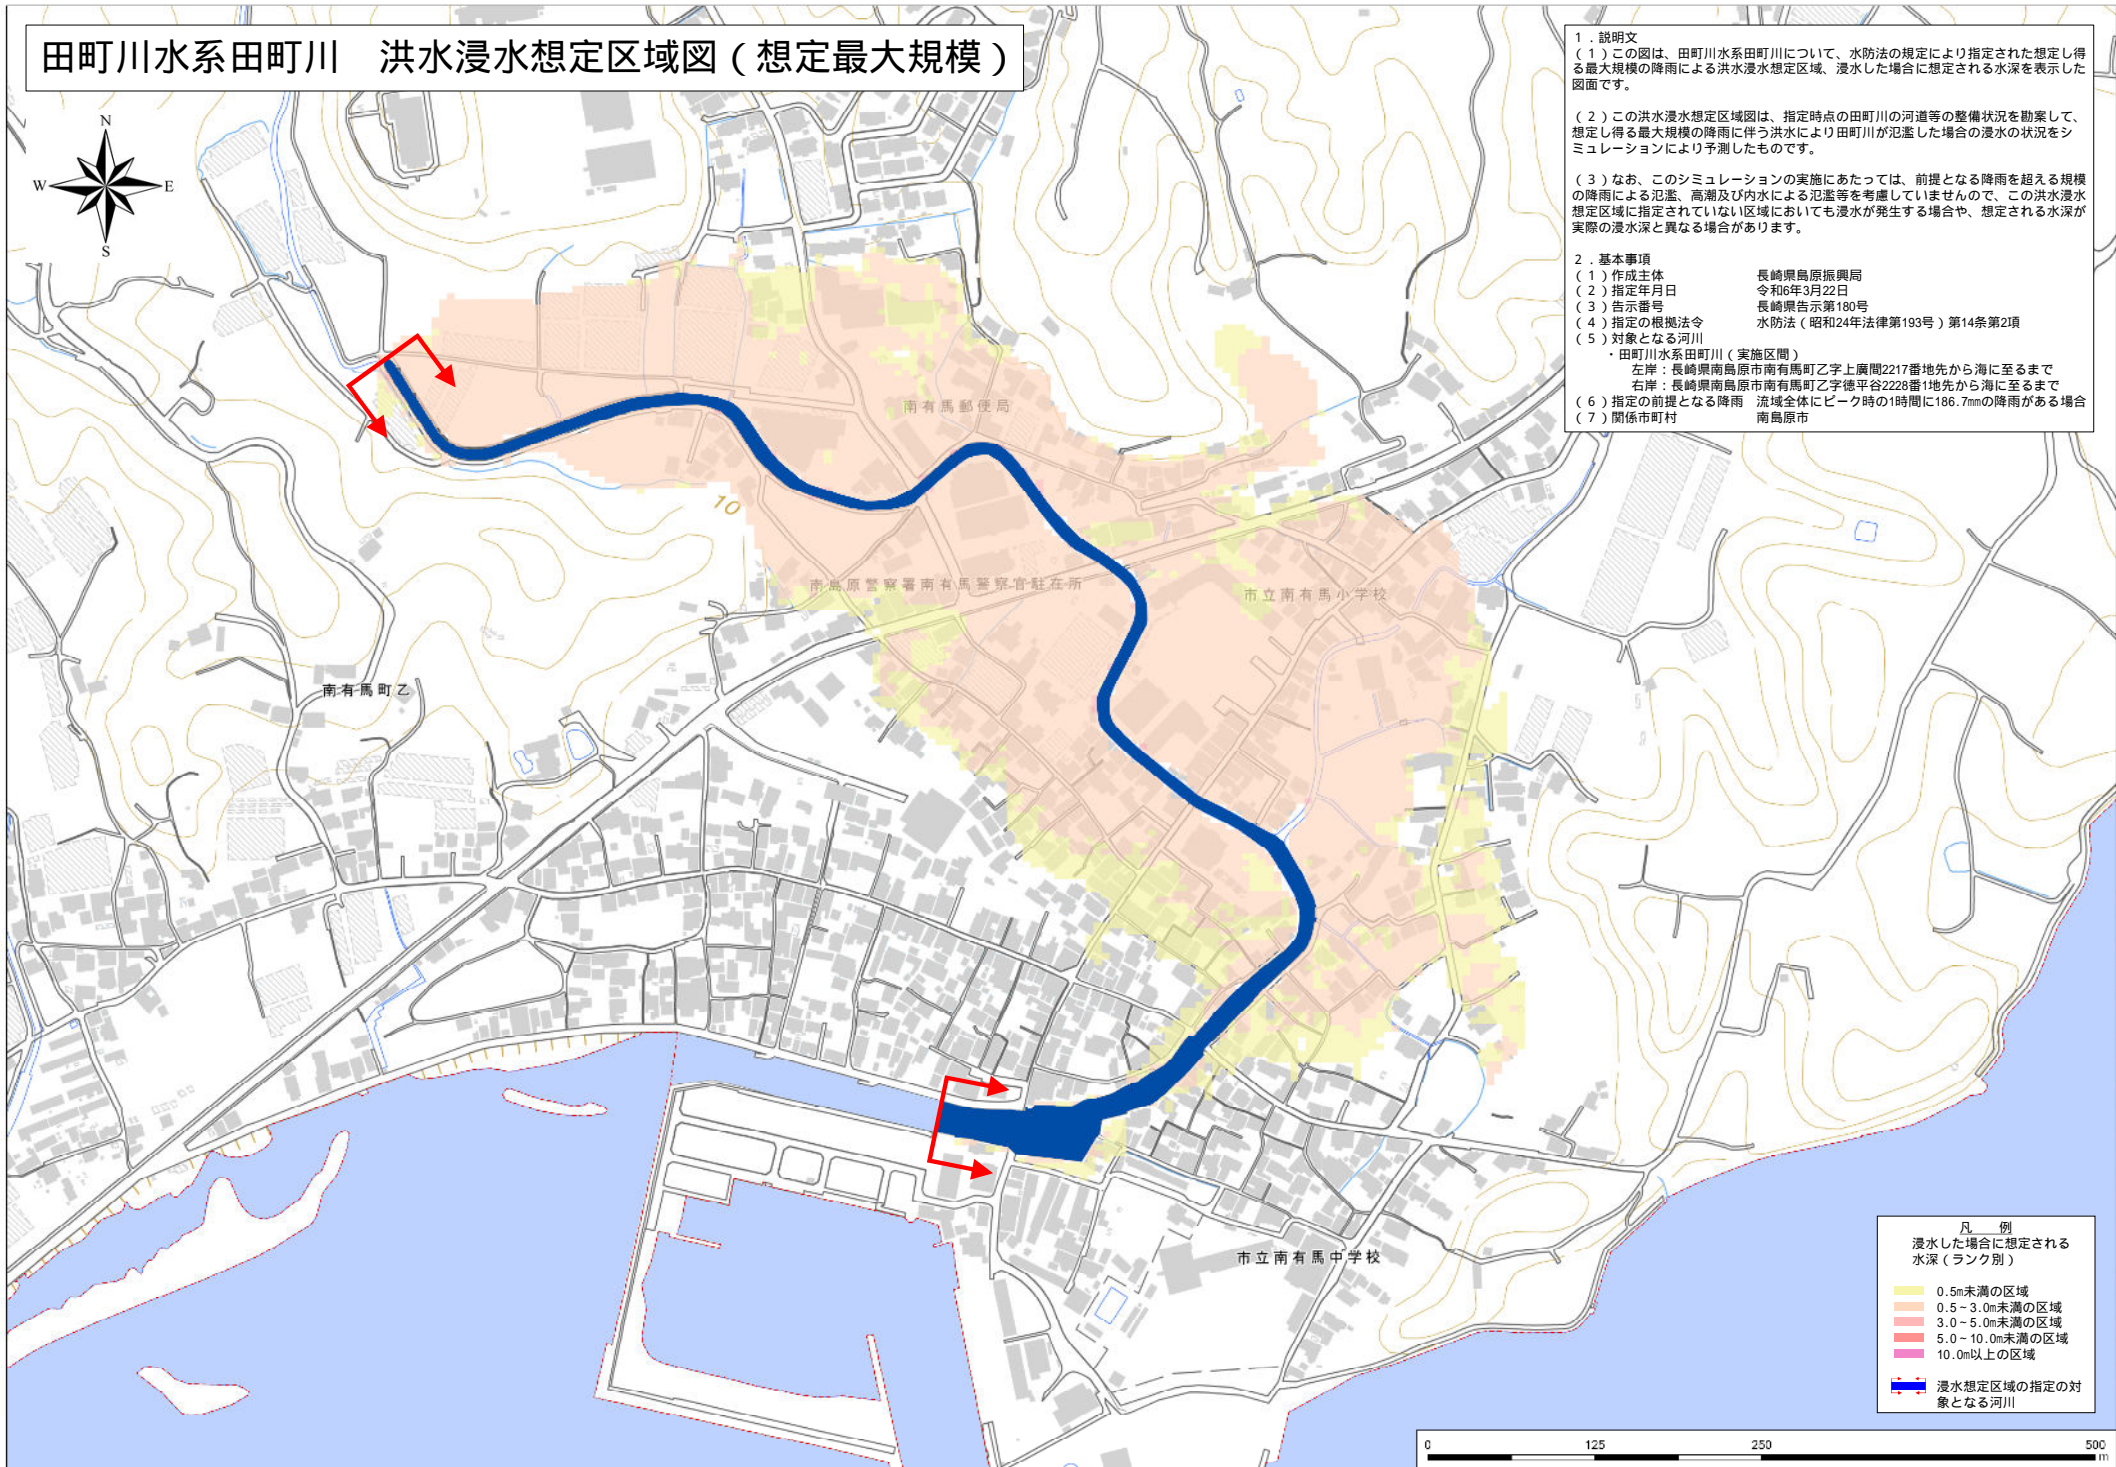 田町川水系田町川　洪水浸水想定区域図（想定最大規模）
N
W
E
S
１．説明文
（１）この図は、田町川水系田町川について、水防法の規定により指定された想定し得
る最大規模の降雨による洪水浸水想定区域、浸水した場合に想定される水深を表示した
図面です。
（２）この洪水浸水想定区域図は、指定時点の田町川の河道等の整備状況を勘案して、
想定し得る最大規模の降雨に伴う洪水により田町川が氾濫した場合の浸水の状況をシ
ミュレーションにより予測したものです。
（３）なお、このシミュレーションの実施にあたっては、前提となる降雨を超える規模
の降雨による氾濫、高潮及び内水による氾濫等を考慮していませんので、この洪水浸水
想定区域に指定されていない区域においても浸水が発生する場合や、想定される水深が
実際の浸水深と異なる場合があります。
２．基本事項
（１）作成主体　長崎県島原振興局
（２）指定年月日　令和6年3月22日
（３）告示番号　長崎県告示第180号
（４）指定の根拠法令　水防法（昭和24年法律第193号）第14条第2項
（５）対象となる河川
・田町川水系田町川（実施区間）
左岸：長崎県南島原市南有馬町乙字上廣間2217番地先から海に至るまで
右岸：長崎県南島原市南有馬町乙字徳平谷2228番1地先から海に至るまで
（６）指定の前提となる降雨　流域全体にピーク時の1時間に186.7mmの降雨がある場合
（７）関係市町村　南島原市
南有馬郵便局
10
南島原警察署南有馬警察官駐在所
市立南有馬小学校
南有馬町乙
市立南有馬中学校
凡　例
浸水した場合に想定される
水深（ランク別）
0.5m未満の区域
0.5～3.0m未満の区域
3.0～5.0m未満の区域
5.0～10.0m未満の区域
10.0m以上の区域
浸水想定区域の指定の対
象となる河川
0 125 250 500
m